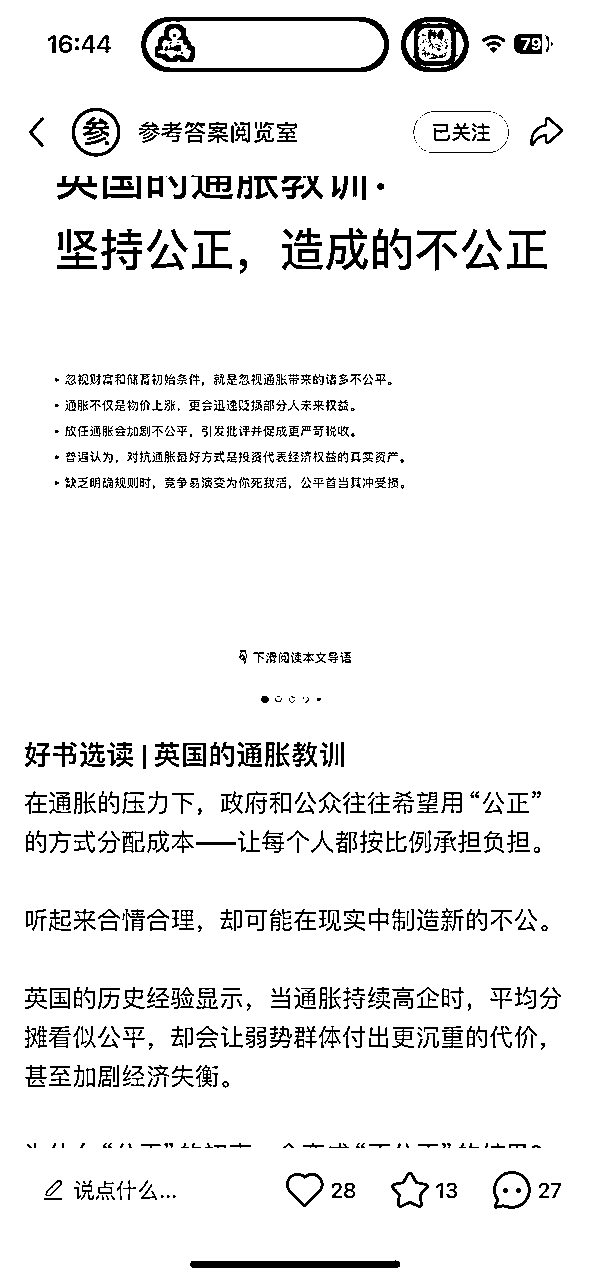 16:44
79
参 参考答案阅览室 已关注
英国的通胀教训·
坚持公正，造成的不公正
• 忽视财富和储蓄初始条件，就是忽视通胀带来的诸多不公平。
• 通胀不仅是物价上涨，更会迅速贬损部分人未来权益。
• 放任通胀会加剧不公平，引发批评并促成更严苛税收。
• 普遍认为，对抗通胀最好方式是投资代表经济权益的真实资产。
• 缺乏明确规则时，竞争易演变为你死我活，公平首当其冲受损。
下滑阅读本文导语
好书选读 | 英国的通胀教训
在通胀的压力下，政府和公众往往希望用“公正”
的方式分配成本——让每个人都按比例承担负担。
听起来合情合理，却可能在现实中制造新的不公。
英国的历史经验显示，当通胀持续高企时，平均分
摊看似公平，却会让弱势群体付出更沉重的代价，
甚至加剧经济失衡。
说点什么... 28 13 27